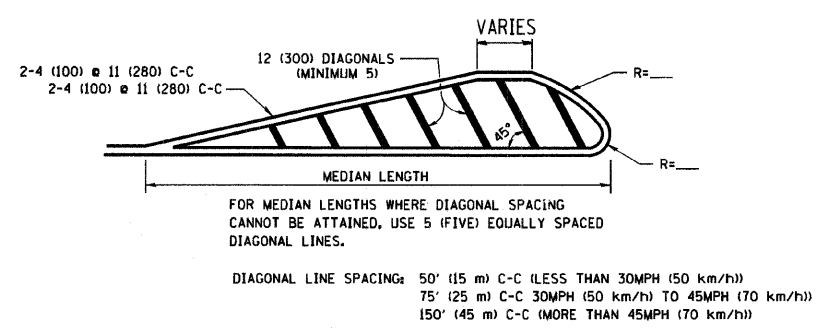 VARIES
12 (300) DIAGONALS
(MINIMUM 5)
R=___
2-4 (100) @ 11 (280) C-C
2-4 (100) @ 11 (280) C-C
45°
R=___
MEDIAN LENGTH
FOR MEDIAN LENGTHS WHERE DIAGONAL SPACING
CANNOT BE ATTAINED, USE 5 (FIVE) EQUALLY SPACED
DIAGONAL LINES.
DIAGONAL LINE SPACING: 50' (15 m) C-C (LESS THAN 30MPH (50 km/h))
75' (25 m) C-C 30MPH (50 km/h) TO 45MPH (70 km/h))
150' (45 m) C-C (MORE THAN 45MPH (70 km/h))